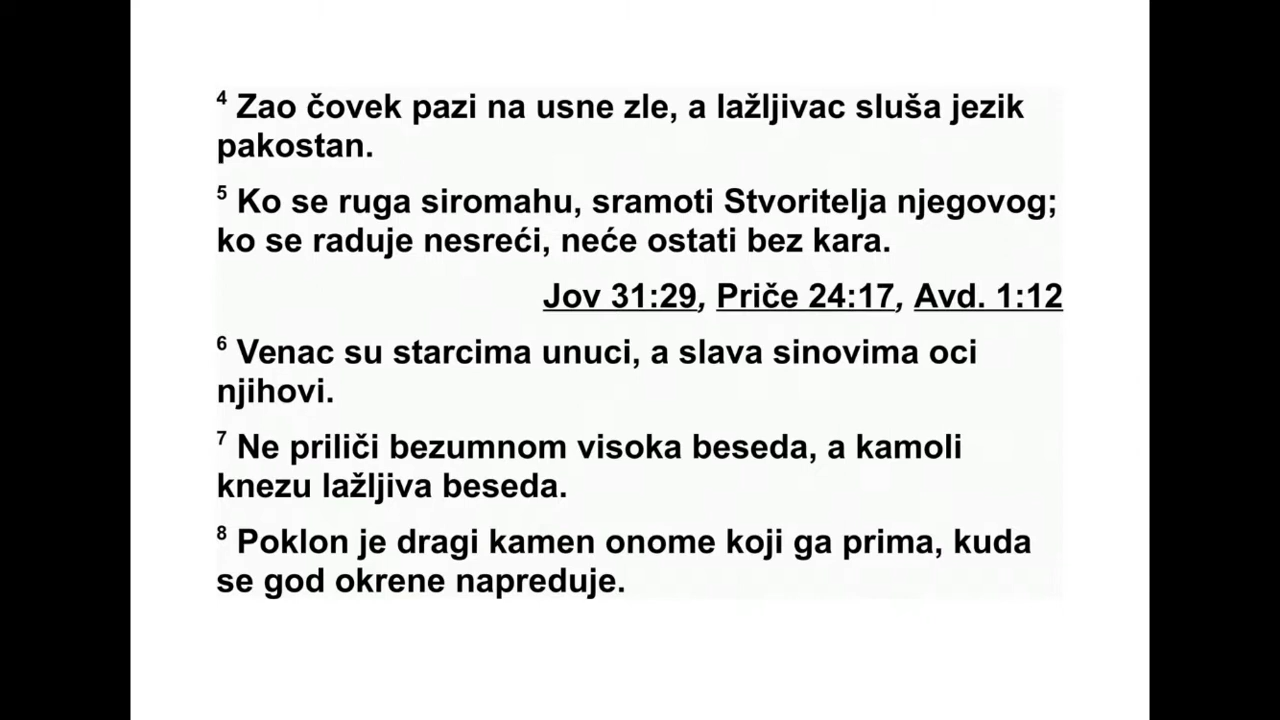 4 Zao čovek pazi na usne zle, a lažljivac sluša jezik
pakostan.
5 Ko se ruga siromahu, sramoti Stvoritelja njegovog;
ko se raduje nesreći, neće ostati bez kara.
Jov 31:29, Priče 24:17, Avd. 1:12
6 Venac su starcima unuci, a slava sinovima oci
njihovi.
7 Ne priliči bezumnom visoka beseda, a kamoli
knezu lažljiva beseda.
8 Poklon je dragi kamen onome koji ga prima, kuda
se god okrene napreduje.